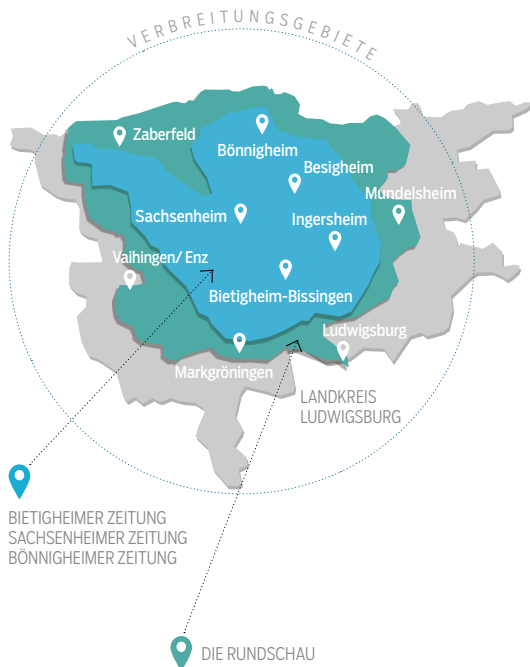 VERBREITUNGSGEBIETE
Zaberfeld
Bönnigheim
Besigheim
Mundelsheim
Sachsenheim
Ingersheim
Vaihingen/ Enz
Bietigheim-Bissingen
Ludwigsburg
Markgröningen
LANDKREIS
LUDWIGSBURG
BIETIGHEIMER ZEITUNG
SACHSENHEIMER ZEITUNG
BÖNNIGHEIMER ZEITUNG
DIE RUNDSCHAU